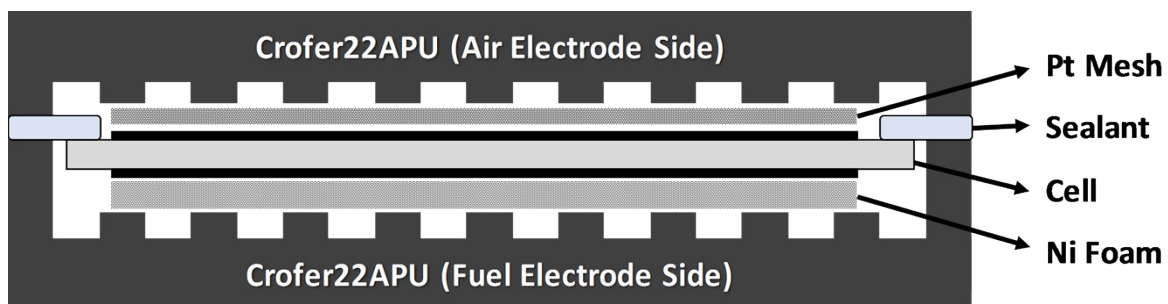 Crofer22APU (Air Electrode Side)
Pt Mesh
Sealant
Cell
Ni Foam
Crofer22APU (Fuel Electrode Side)